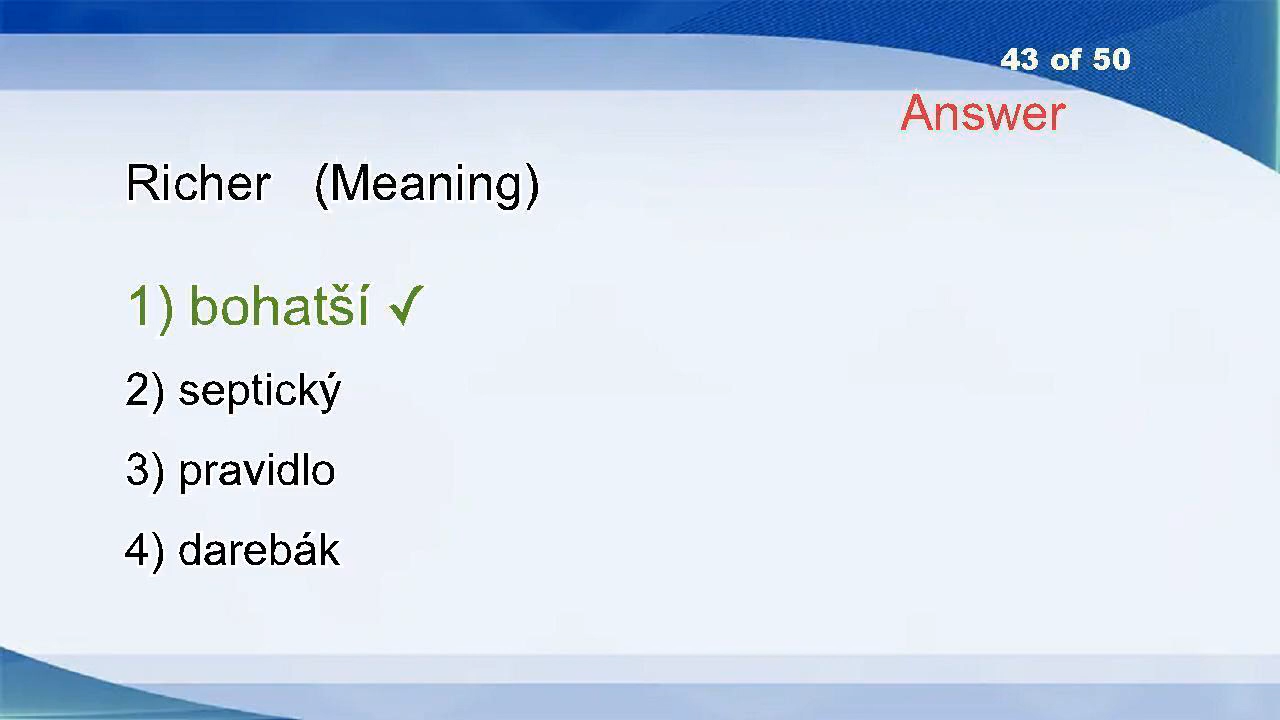 43 of 50
Answer
Richer (Meaning)
1) bohatší ✓
2) septický
3) pravidlo
4) darebák